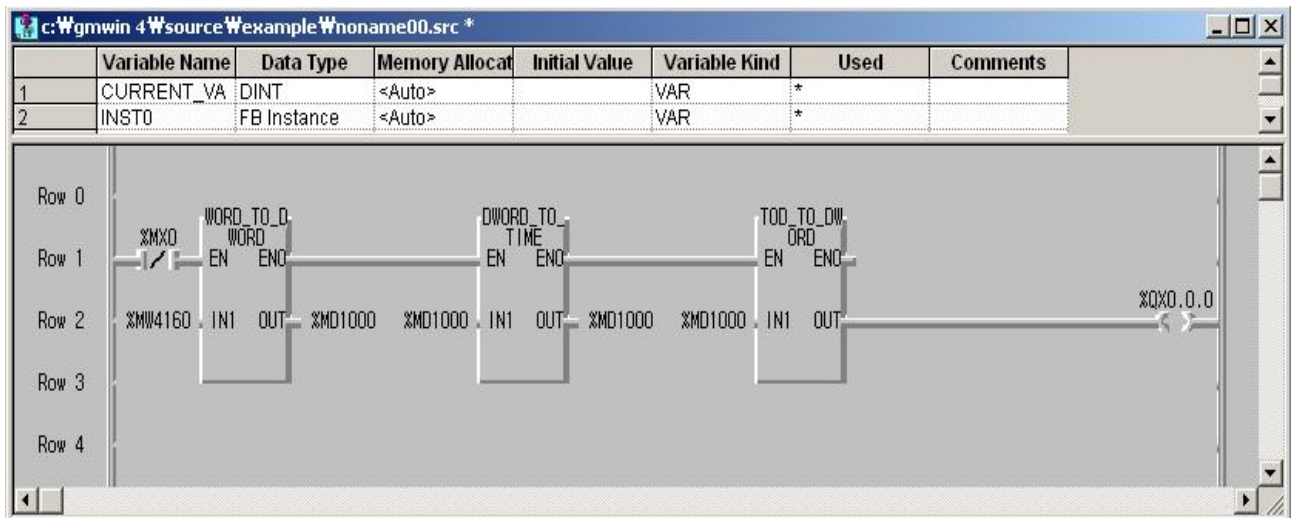 c:₩gmwin 4₩source₩example₩noname00.src *
Variable Name Data Type Memory Allocat Initial Value Variable Kind Used Comments
1 CURRENT_VA DINT <Auto> VAR *
2 INST0 FB Instance <Auto> VAR *
Row 0
WORD_TO_D DWORD_TO_ TOD_TO_DW
%MX0 WORD TIME ORD
Row 1 EN ENO EN ENO EN ENO
%QX0.0.0
Row 2 %MW4160 IN1 OUT %MD1000 %MD1000 IN1 OUT %MD1000 %MD1000 IN1 OUT
Row 3
Row 4